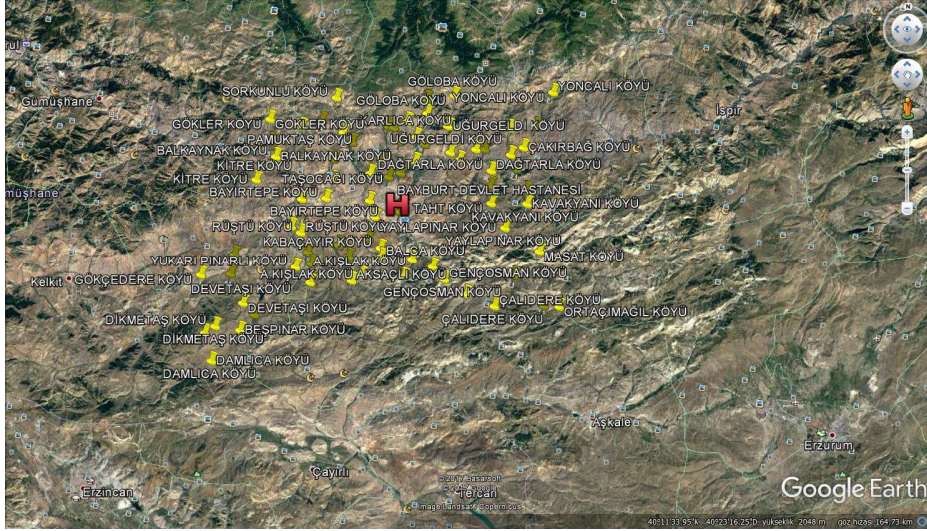 GÖLOBA KÖYÜ
YONCALI KÖYÜ
SORKUNLU KÖYÜ
GÖLOBA KÖYÜ
YONCALI KÖYÜ
Gümüşhane
İspir
GÖKLER KÖYÜ
GÖKLER KÖYÜ
KARLICA KÖYÜ
UĞURGELDİ KÖYÜ
PAMUKTAŞ KÖYÜ
UĞURGELDİ KÖYÜ
BALKAYNAK KÖYÜ
BALKAYNAK KÖYÜ
ÇAKIRBAĞ KÖYÜ
KİTRE KÖYÜ
DAĞTARLA KÖYÜ
DAĞTARLA KÖYÜ
KİTRE KÖYÜ
TAŞOCAĞI KÖYÜ
müşhane
BAYIRTEPE KÖYÜ
BAYBURT DEVLET HASTANESİ
H
BAYIRTEPE KÖYÜ
TAHT KÖYÜ
KAVAKYANI KÖYÜ
KAVAKYANI KÖYÜ
RÜŞTÜ KÖYÜ
RÜŞTÜ KÖYÜ
YAYLAPINAR KÖYÜ
KABAÇAYIR KÖYÜ
YAYLAPINAR KÖYÜ
BALCA KÖYÜ
MASAT KÖYÜ
YUKARI PINARLI KÖYÜ
A.KIŞLAK KÖYÜ
Kelkit
GÖKÇEDERE KÖYÜ
A.KIŞLAK KÖYÜ
AKSAÇLI KÖYÜ
GENÇOSMAN KÖYÜ
DEVETAŞI KÖYÜ
GENÇOSMAN KÖYÜ
DEVETAŞI KÖYÜ
ÇALIDERE KÖYÜ
ÇALIDERE KÖYÜ
ORTAÇIMAĞIL KÖYÜ
DİKMETAŞ KÖYÜ
BEŞPINAR KÖYÜ
DİKMETAŞ KÖYÜ
DAMLICA KÖYÜ
DAMLICA KÖYÜ
Aşkale
Erzurum
Çayırlı
Erzincan
Tercan
Image Landsat / Copernicus
Google Earth